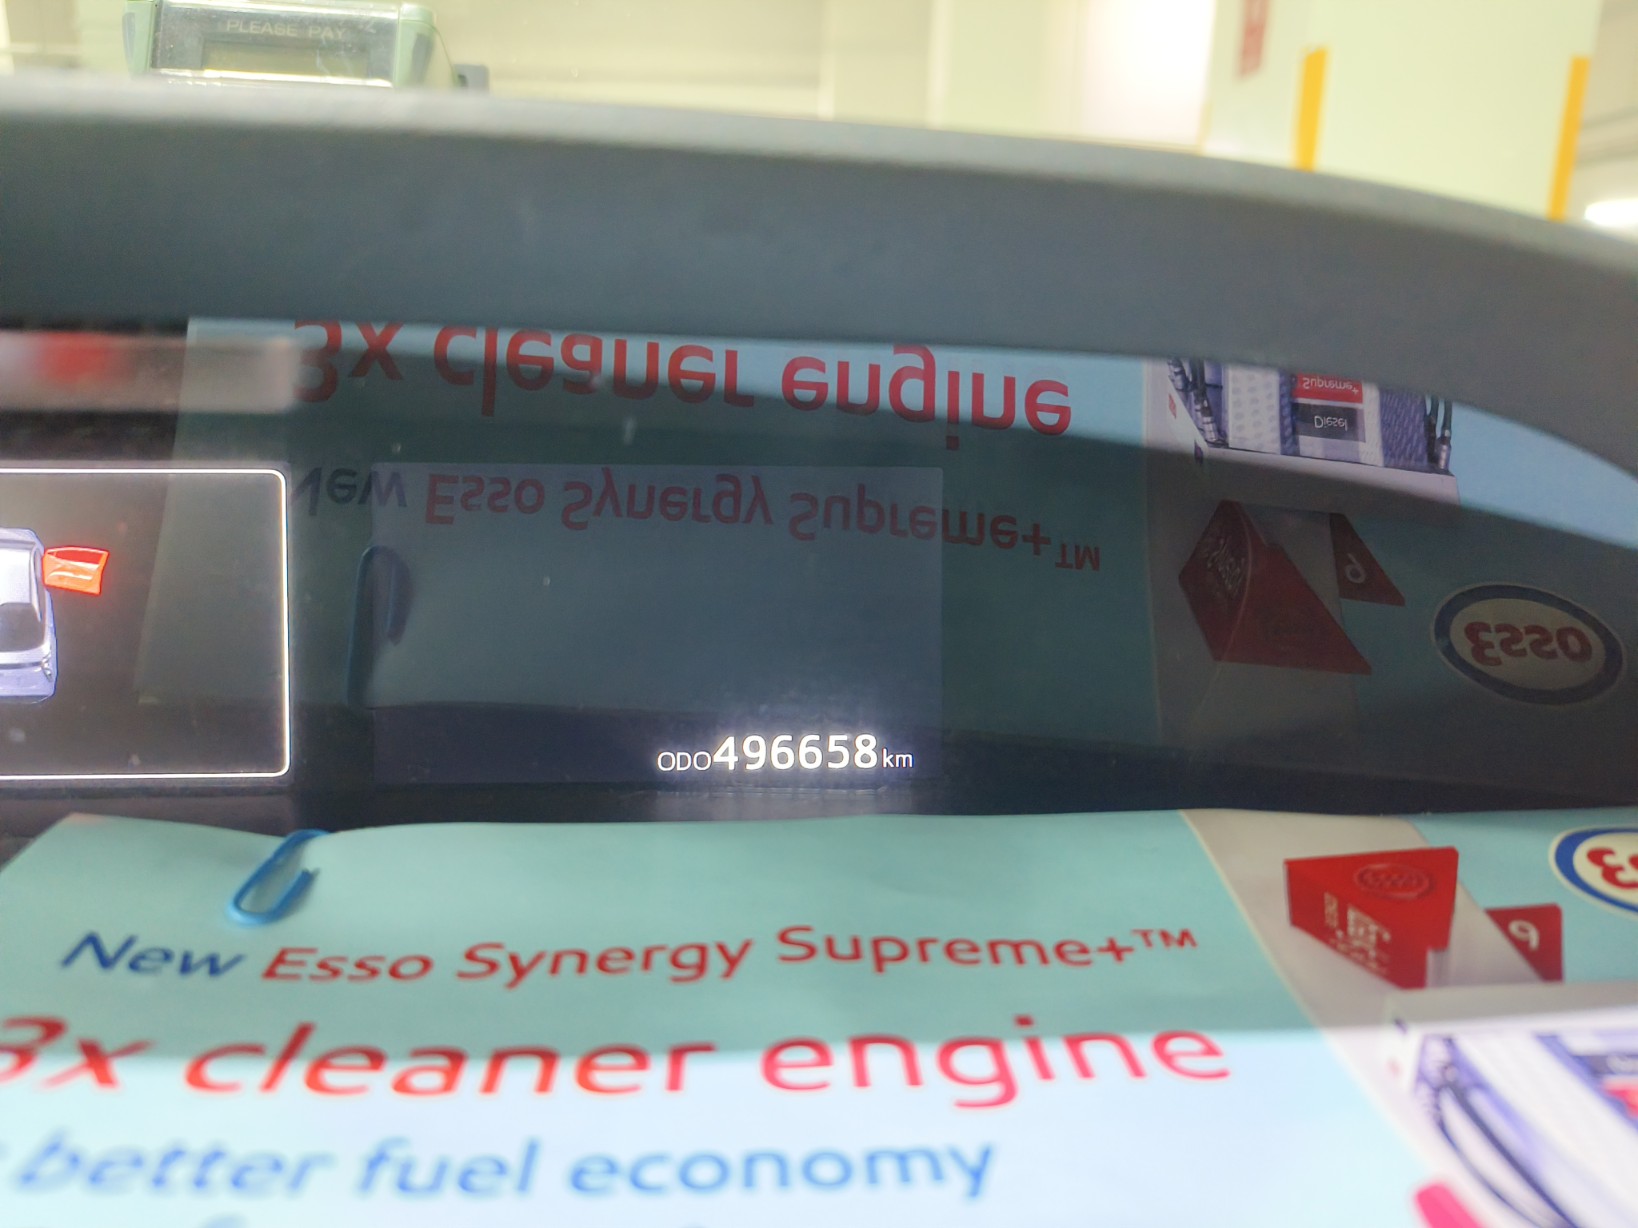 PLEASE PAY
3x cleaner engine
Supreme+
Diesel
New Esso Synergy Supreme+™
6
Esso
ODO496658km
New Esso Synergy Supreme+™
3x cleaner engine
better fuel economy